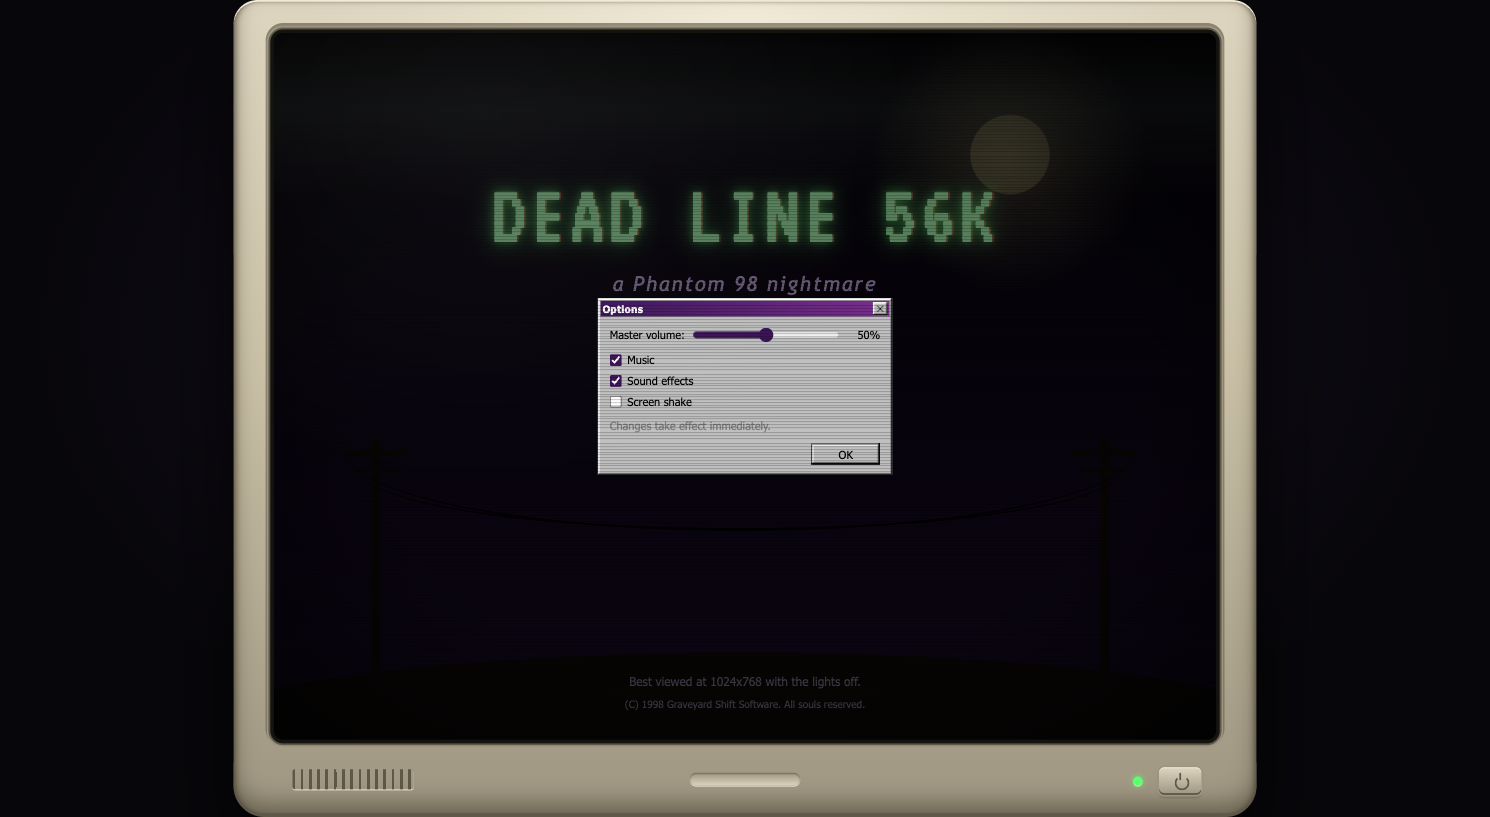 DEAD LINE 56K
a Phantom 98 nightmare
Options
Master volume: 50%
Music
Sound effects
Screen shake
Changes take effect immediately.
OK
Best viewed at 1024x768 with the lights off.
(C) 1998 Graveyard Shift Software. All souls reserved.